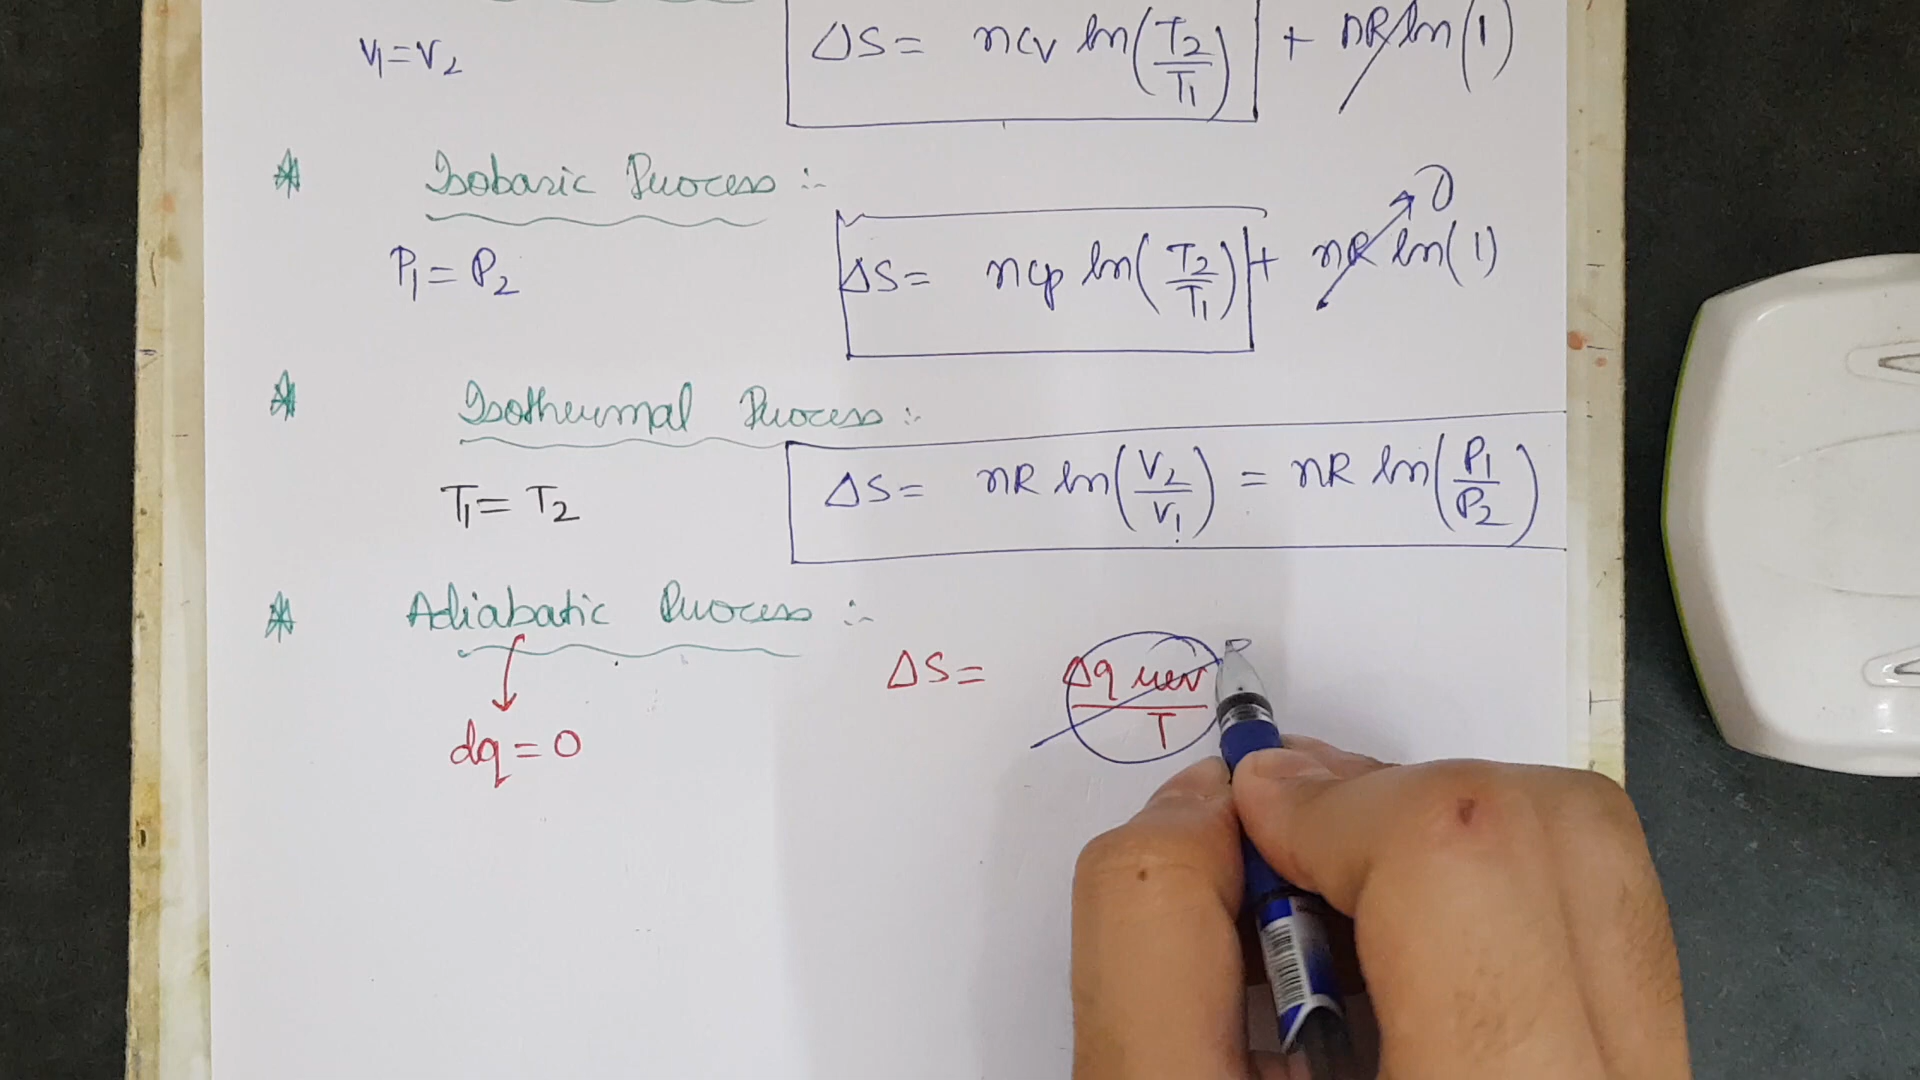 V1 = V2
ΔS = nCv ln(T2/T1) + nR ln(1)
Isobaric Process :-
P1 = P2
ΔS = nCp ln(T2/T1) + nR ln(1) 0
Isothermal Process :-
T1 = T2
ΔS = nR ln(V2/V1) = nR ln(P1/P2)
Adiabatic Process :-
ΔS = Δq rev/T
dq = 0